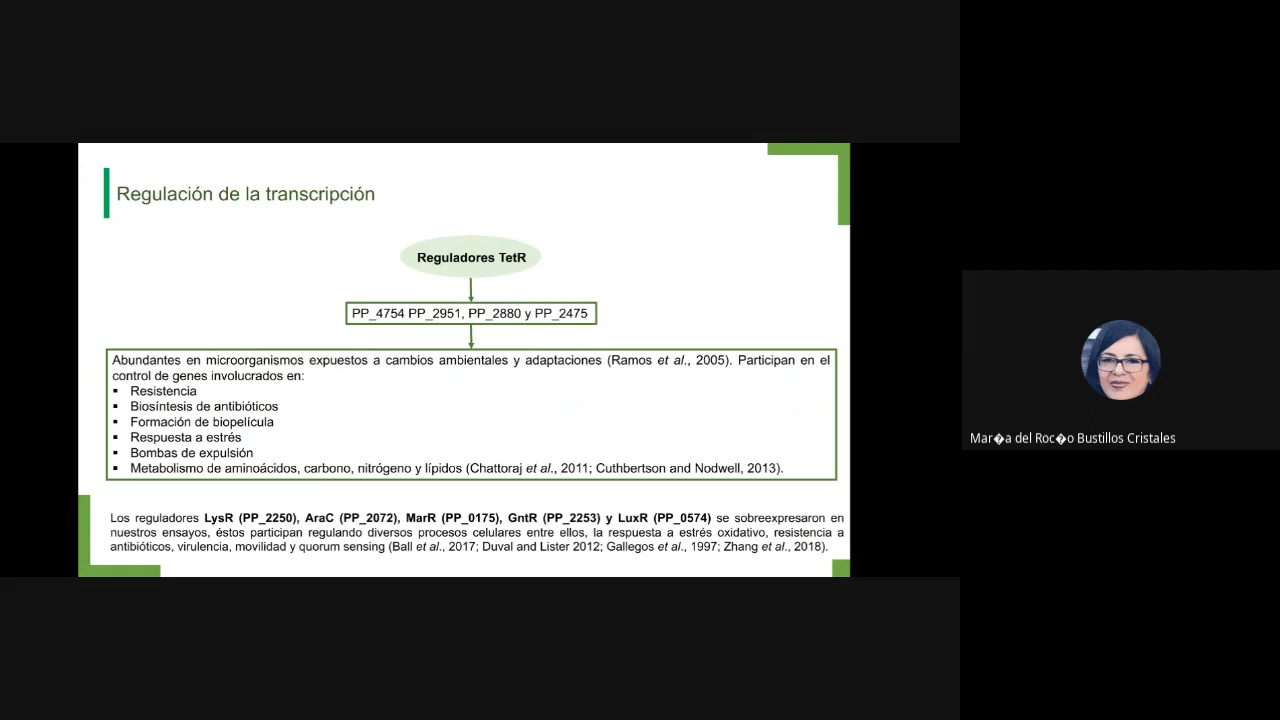 Regulación de la transcripción
Reguladores TetR
PP_4754 PP_2951, PP_2880 y PP_2475
Abundantes en microorganismos expuestos a cambios ambientales y adaptaciones (Ramos et al., 2005). Participan en el
control de genes involucrados en:
▪ Resistencia
▪ Biosíntesis de antibióticos
▪ Formación de biopelícula
▪ Respuesta a estrés
▪ Bombas de expulsión
▪ Metabolismo de aminoácidos, carbono, nitrógeno y lípidos (Chattoraj et al., 2011; Cuthbertson and Nodwell, 2013).
Los reguladores LysR (PP_2250), AraC (PP_2072), MarR (PP_0175), GntR (PP_2253) y LuxR (PP_0574) se sobreexpresaron en
nuestros ensayos, éstos participan regulando diversos procesos celulares entre ellos, la respuesta a estrés oxidativo, resistencia a
antibióticos, virulencia, movilidad y quorum sensing (Ball et al., 2017; Duval and Lister 2012; Gallegos et al., 1997; Zhang et al., 2018).
Mar�a del Roc�o Bustillos Cristales